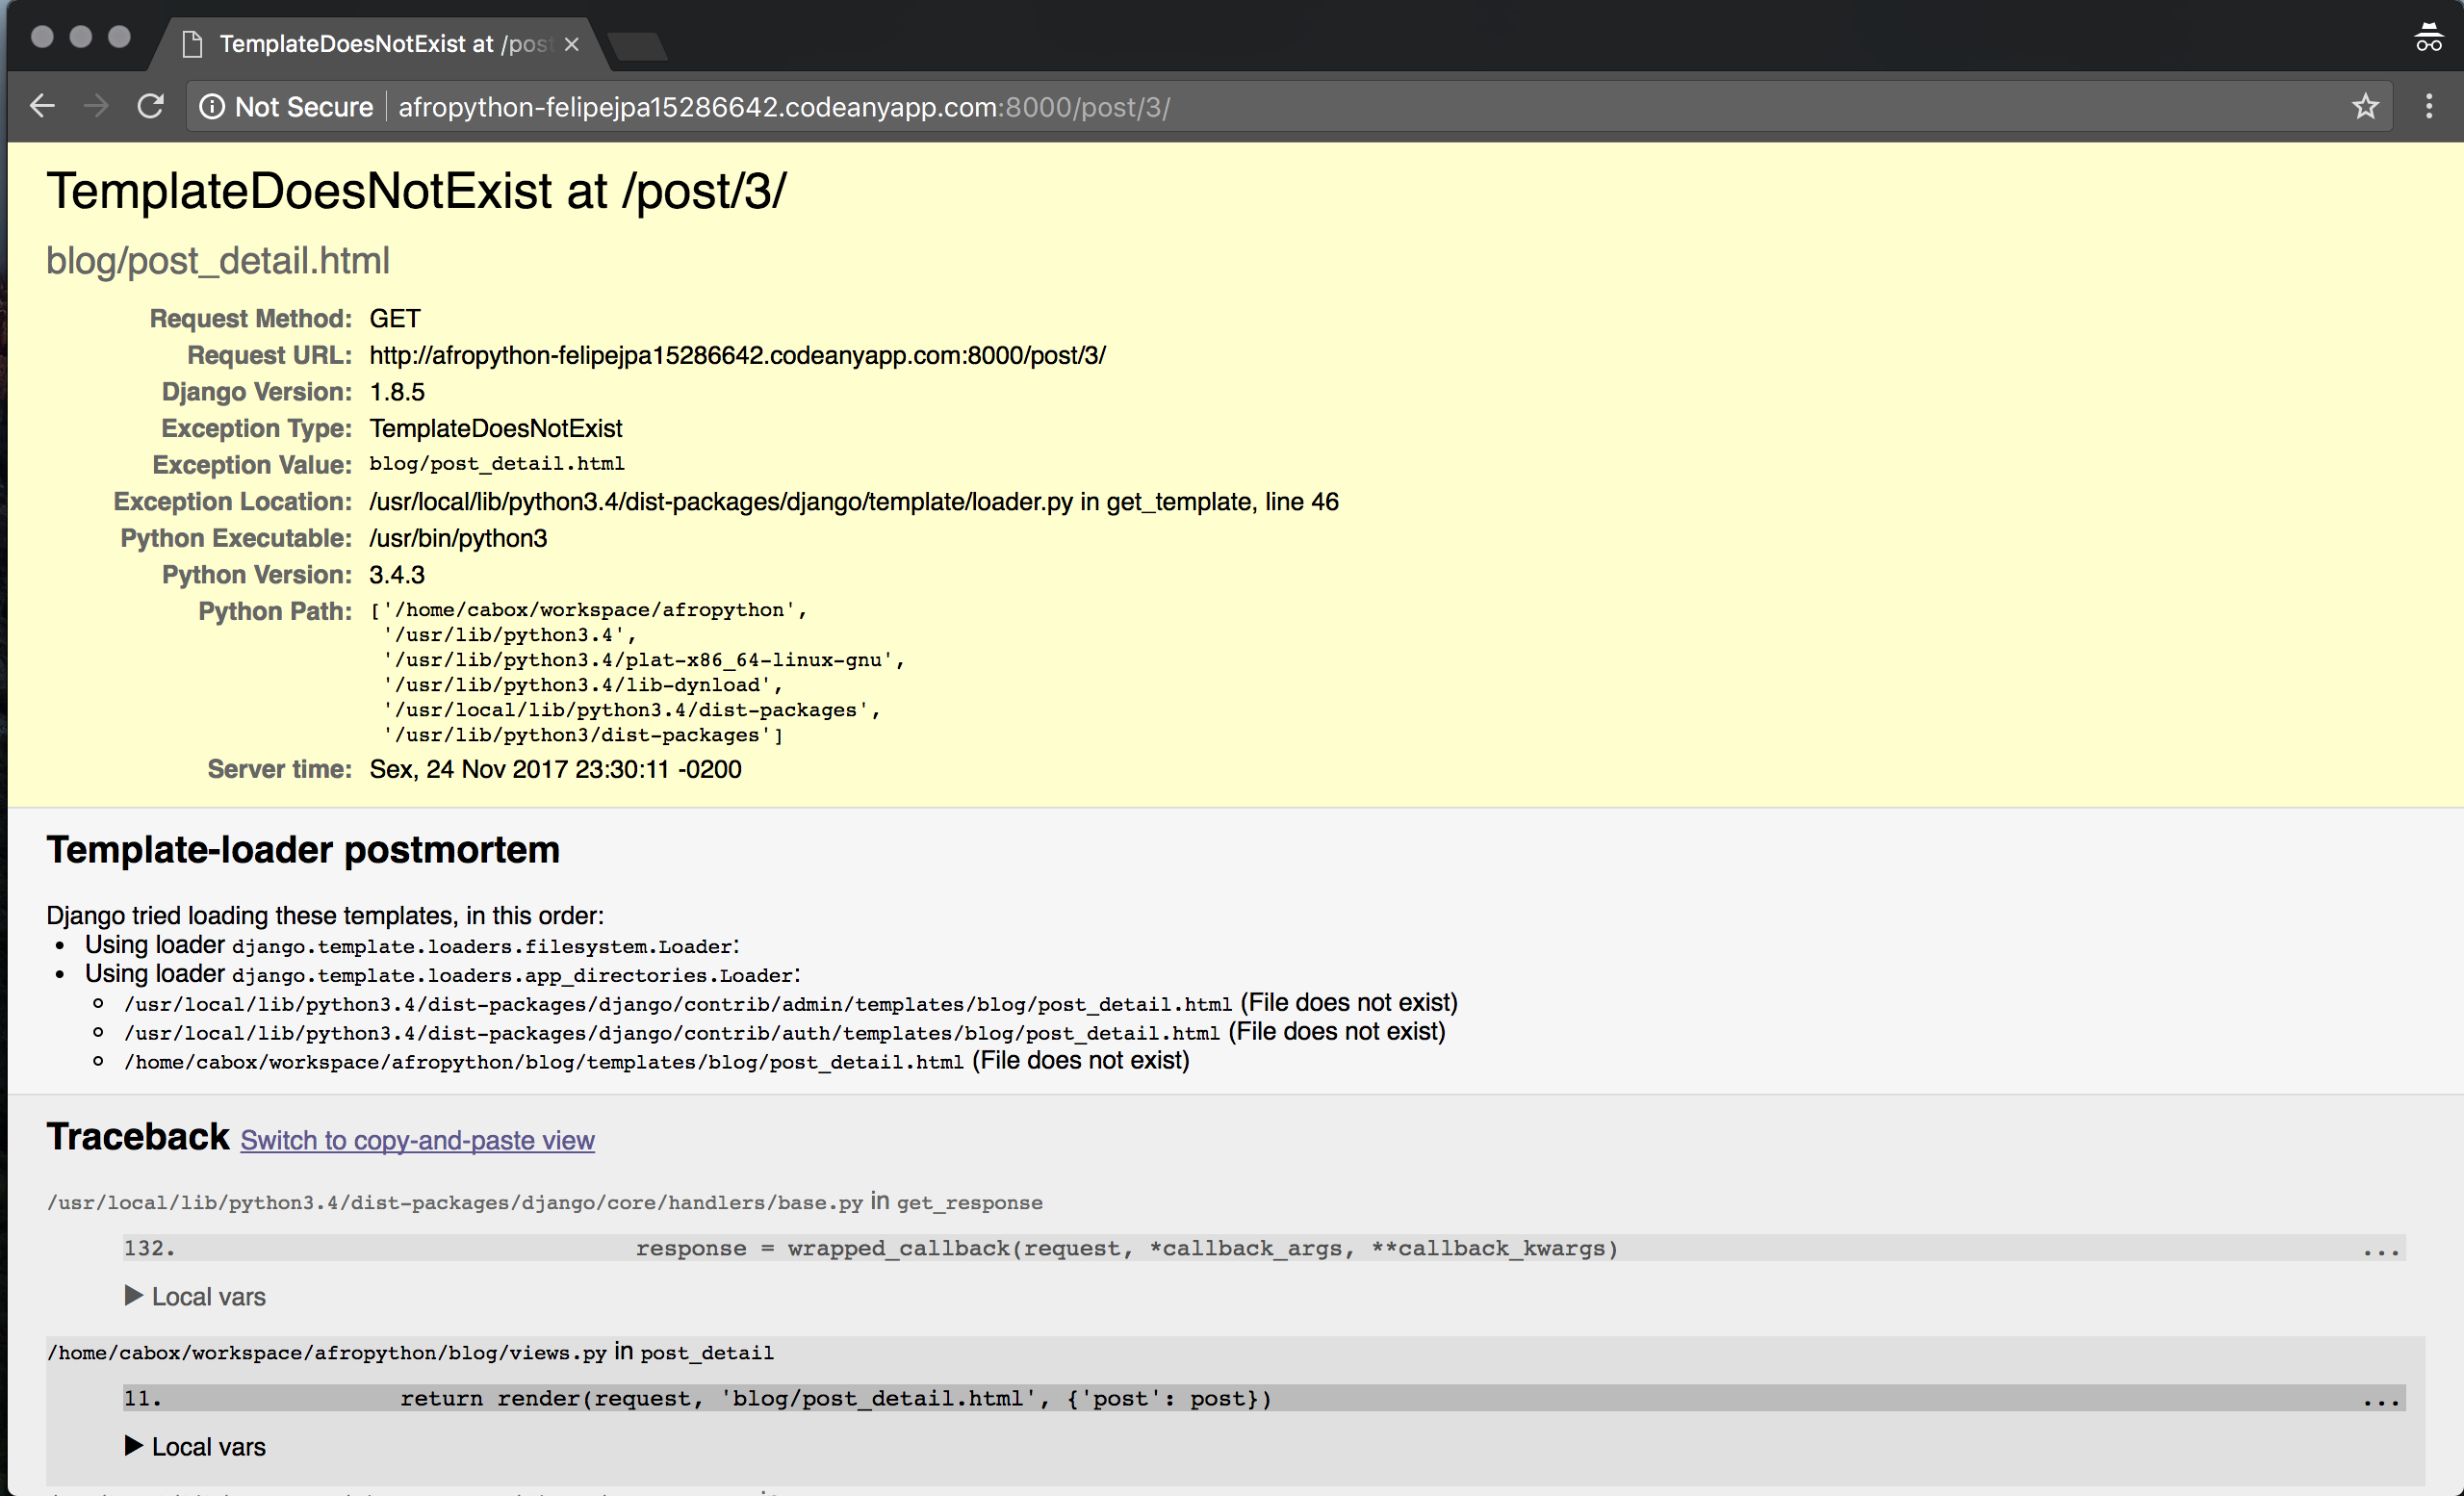 TemplateDoesNotExist at /post
Not Secure afropython-felipejpa15286642.codeanyapp.com:8000/post/3/
TemplateDoesNotExist at /post/3/
blog/post_detail.html
Request Method: GET
Request URL: http://afropython-felipejpa15286642.codeanyapp.com:8000/post/3/
Django Version: 1.8.5
Exception Type: TemplateDoesNotExist
Exception Value: blog/post_detail.html
Exception Location: /usr/local/lib/python3.4/dist-packages/django/template/loader.py in get_template, line 46
Python Executable: /usr/bin/python3
Python Version: 3.4.3
Python Path: ['/home/cabox/workspace/afropython',
'/usr/lib/python3.4',
'/usr/lib/python3.4/plat-x86_64-linux-gnu',
'/usr/lib/python3.4/lib-dynload',
'/usr/local/lib/python3.4/dist-packages',
'/usr/lib/python3/dist-packages']
Server time: Sex, 24 Nov 2017 23:30:11 -0200
Template-loader postmortem
Django tried loading these templates, in this order:
• Using loader django.template.loaders.filesystem.Loader:
• Using loader django.template.loaders.app_directories.Loader:
/usr/local/lib/python3.4/dist-packages/django/contrib/admin/templates/blog/post_detail.html (File does not exist)
/usr/local/lib/python3.4/dist-packages/django/contrib/auth/templates/blog/post_detail.html (File does not exist)
/home/cabox/workspace/afropython/blog/templates/blog/post_detail.html (File does not exist)
Traceback Switch to copy-and-paste view
/usr/local/lib/python3.4/dist-packages/django/core/handlers/base.py in get_response
132. response = wrapped_callback(request, *callback_args, **callback_kwargs) ...
▶ Local vars
/home/cabox/workspace/afropython/blog/views.py in post_detail
11. return render(request, 'blog/post_detail.html', {'post': post}) ...
▶ Local vars